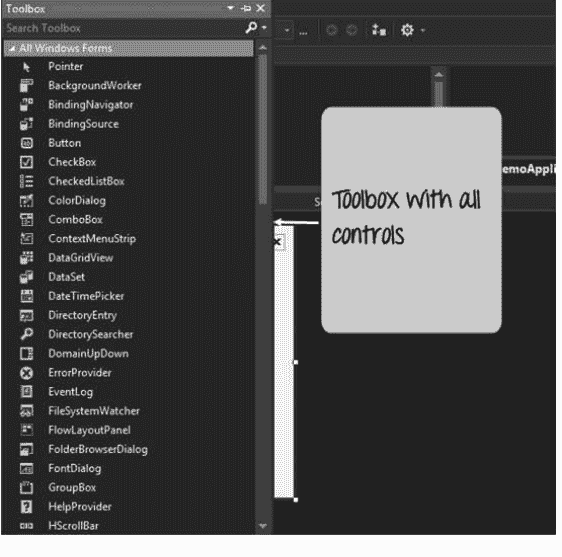 Toolbox
Search Toolbox
All Windows Forms
Pointer
BackgroundWorker
BindingNavigator
BindingSource
Button
CheckBox
CheckedListBox
ColorDialog
ComboBox
ContextMenuStrip
DataGridView
DataSet
DateTimePicker
DirectoryEntry
DirectorySearcher
DomainUpDown
ErrorProvider
EventLog
FileSystemWatcher
FlowLayoutPanel
FolderBrowserDialog
FontDialog
GroupBox
HelpProvider
HScrollBar
emoAppli
Toolbox with all
controls